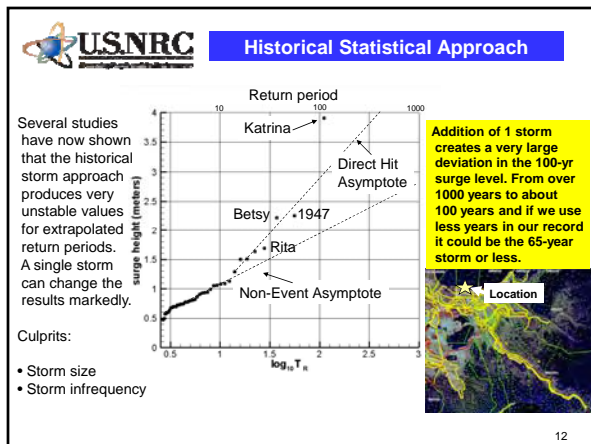 U.S.NRC
Historical Statistical Approach
Several studies
have now shown
that the historical
storm approach
produces very
unstable values
for extrapolated
return periods.
A single storm
can change the
results markedly.
Culprits:
• Storm size
• Storm infrequency
Return period
10 100 1000
4
3.5
3
2.5
2
1.5
1
0.5
0
surge height (meters)
Katrina
Direct Hit
Asymptote
Betsy
1947
Rita
Non-Event Asymptote
0.5 1 1.5 2 2.5 3
log10 TR
Addition of 1 storm
creates a very large
deviation in the 100-yr
surge level. From over
1000 years to about
100 years and if we use
less years in our record
it could be the 65-year
storm or less.
Location
12